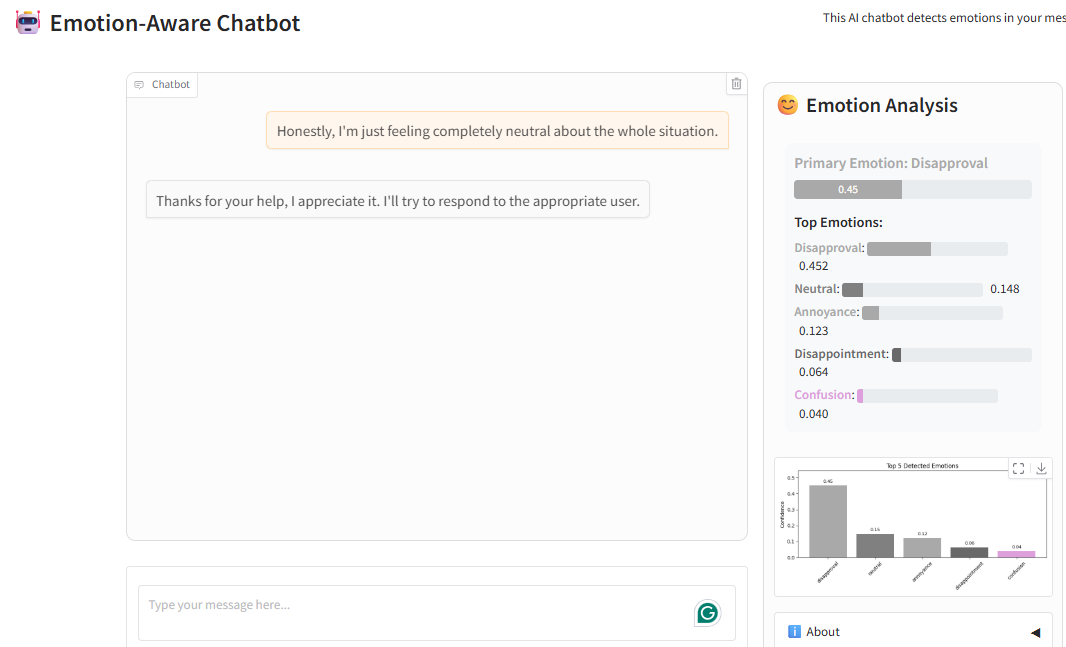 Emotion-Aware Chatbot
This AI chatbot detects emotions in your mes
Chatbot
Honestly, I'm just feeling completely neutral about the whole situation.
Thanks for your help, I appreciate it. I'll try to respond to the appropriate user.
Type your message here...
Emotion Analysis
Primary Emotion: Disapproval
0.45
Top Emotions:
Disapproval:
0.452
Neutral: 0.148
Annoyance:
0.123
Disappointment:
0.064
Confusion:
0.040
Top 5 Detected Emotions
Confidence
0.5
0.4
0.3
0.2
0.1
0.0
0.45
0.15
0.12
0.06
0.04
disapproval
neutral
annoyance
disappointment
confusion
About